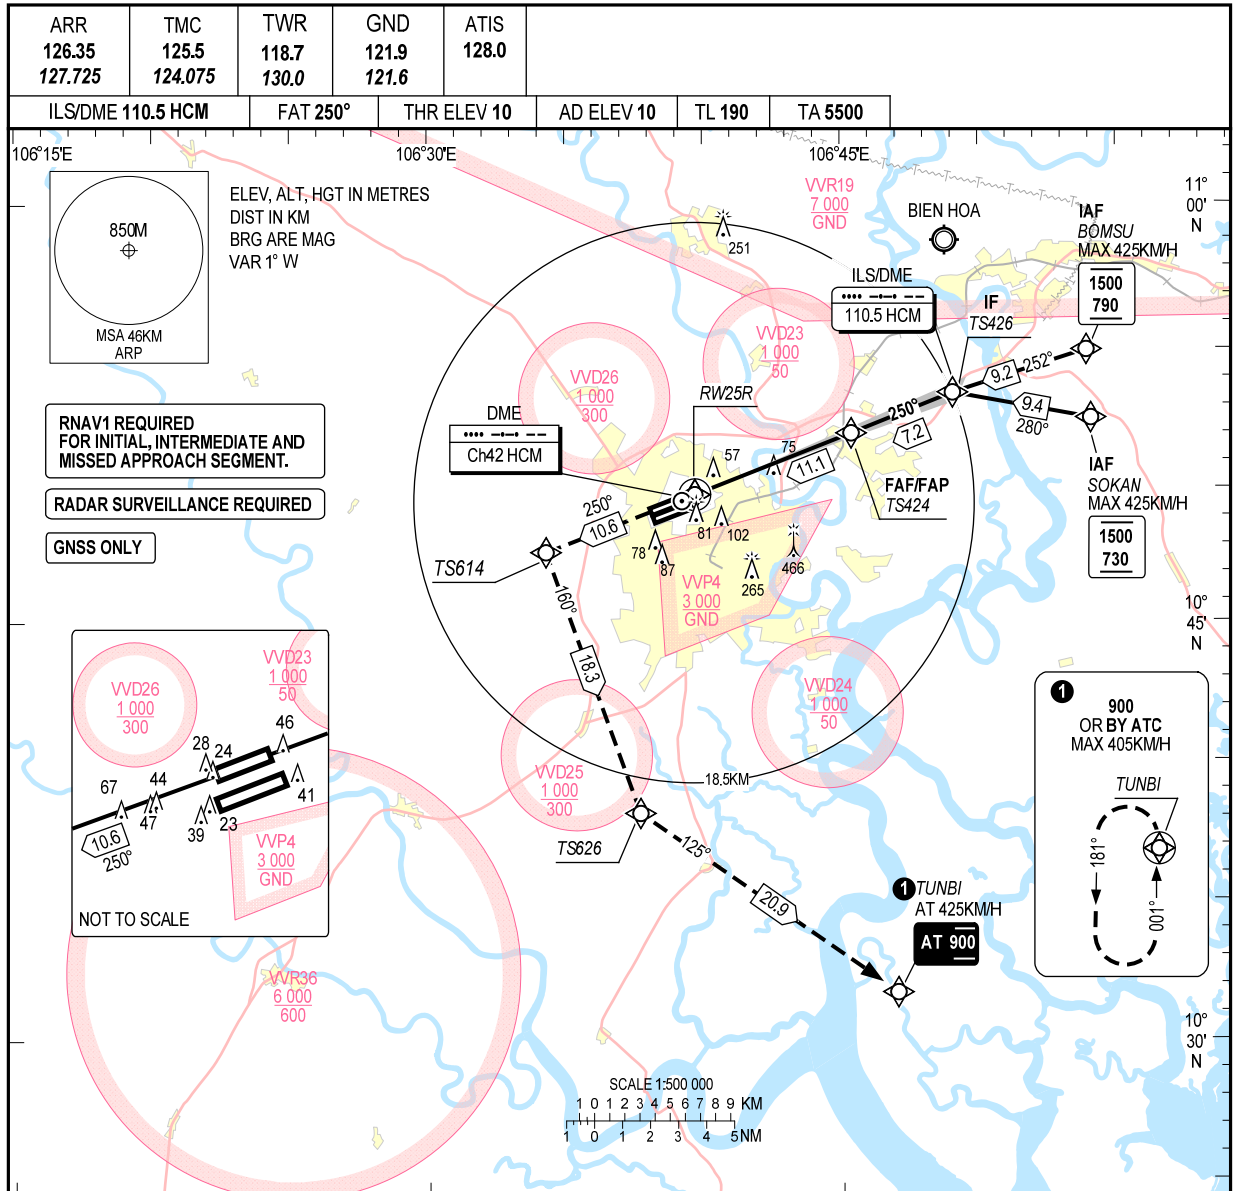 ARR
126.35
127.725
TMC
125.5
124.075
TWR
118.7
130.0
GND
121.9
121.6
ATIS
128.0
ILS/DME 110.5 HCM
FAT 250°
THR ELEV 10
AD ELEV 10
TL 190
TA 5500
106°15'E
106°30'E
106°45'E
850M
MSA 46KM
ARP
ELEV, ALT, HGT IN METRES
DIST IN KM
BRG ARE MAG
VAR 1° W
VVR19
7 000
GND
BIEN HOA
11°
00'
N
IAF
BOMSU
MAX 425KM/H
1500
790
251
ILS/DME
110.5 HCM
IF
TS426
VVD23
1 000
50
VVD26
1 000
300
RW25R
9.2
252°
9.4
280°
250°
7.2
RNAV1 REQUIRED
FOR INITIAL, INTERMEDIATE AND
MISSED APPROACH SEGMENT.
RADAR SURVEILLANCE REQUIRED
GNSS ONLY
DME
Ch42 HCM
57
75
11.1
FAF/FAP
TS424
IAF
SOKAN
MAX 425KM/H
1500
730
250°
10.6
81
102
78
87
265
466
TS614
VVP4
3 000
GND
160°
18.3
10°
45'
N
VVD26
1 000
300
VVD23
1 000
50
46
28
24
67
44
47
39
23
41
10.6
250°
VVP4
3 000
GND
NOT TO SCALE
VVD24
1 000
50
18.5KM
VVD25
1 000
300
TS626
125°
20.9
1
TUNBI
AT 425KM/H
AT 900
1
900
OR BY ATC
MAX 405KM/H
TUNBI
181°
001°
VVR36
6 000
600
10°
30'
N
SCALE 1:500 000
1 0 1 2 3 4 5 6 7 8 9 KM
1 0 1 2 3 4 5 NM